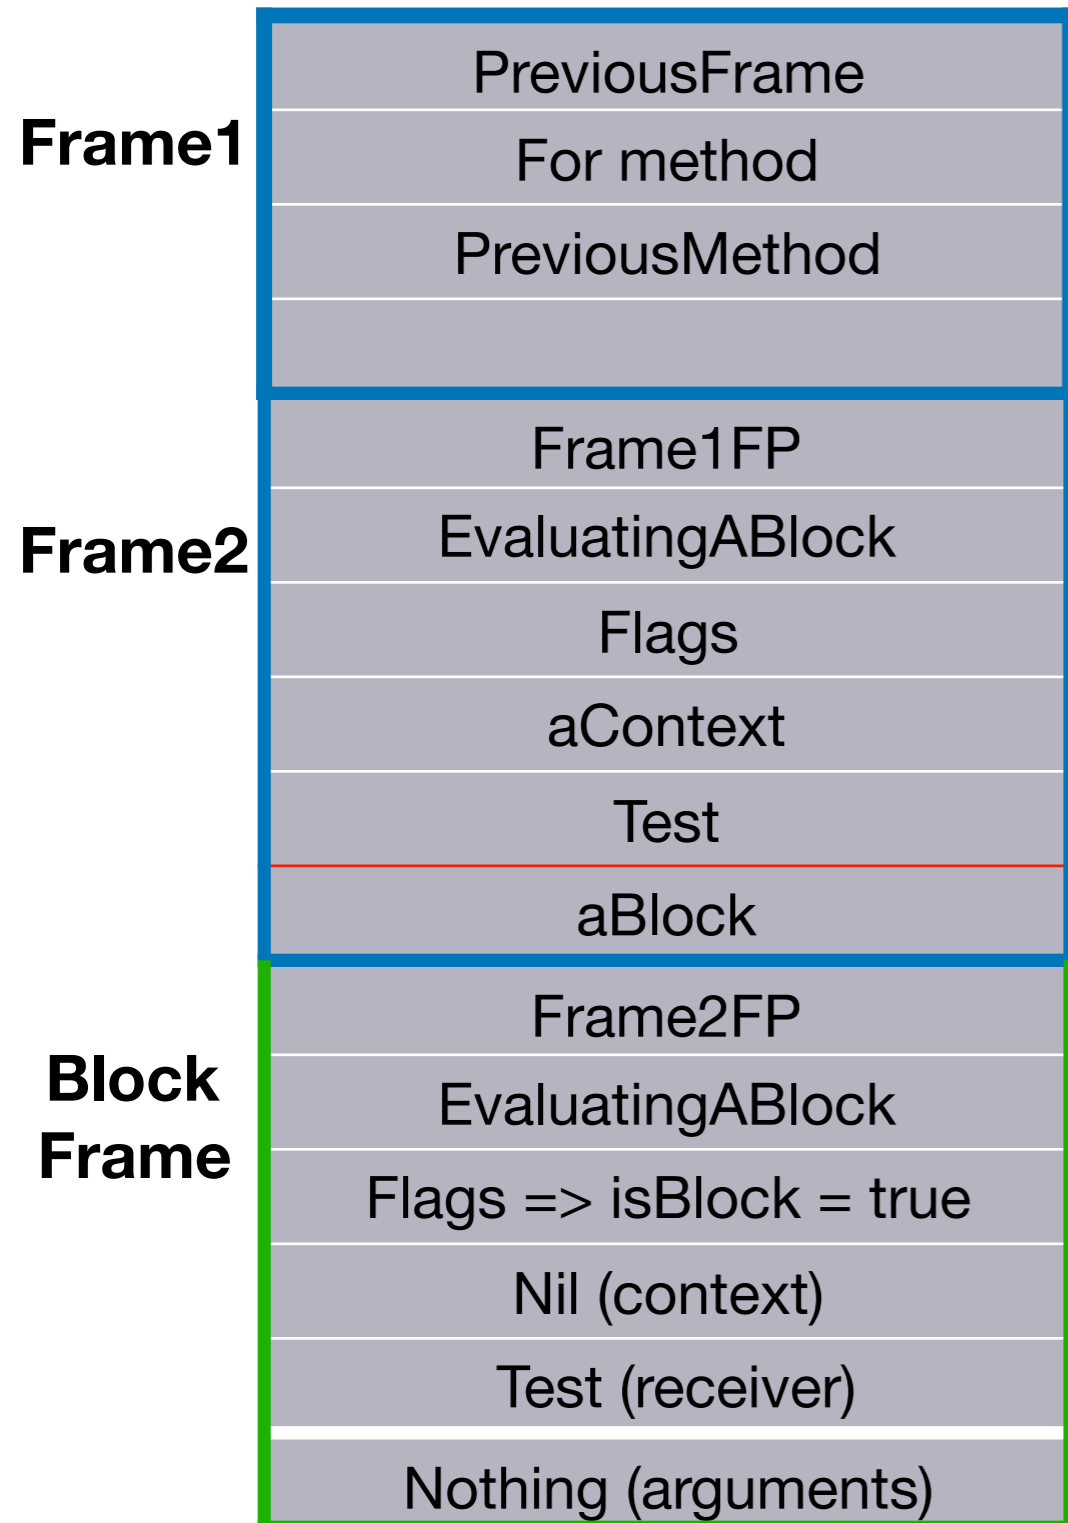 PreviousFrame
Frame1
For method
PreviousMethod
Frame1FP
Frame2
EvaluatingABlock
Flags
aContext
Test
aBlock
Frame2FP
Block
Frame
EvaluatingABlock
Flags => isBlock = true
Nil (context)
Test (receiver)
Nothing (arguments)